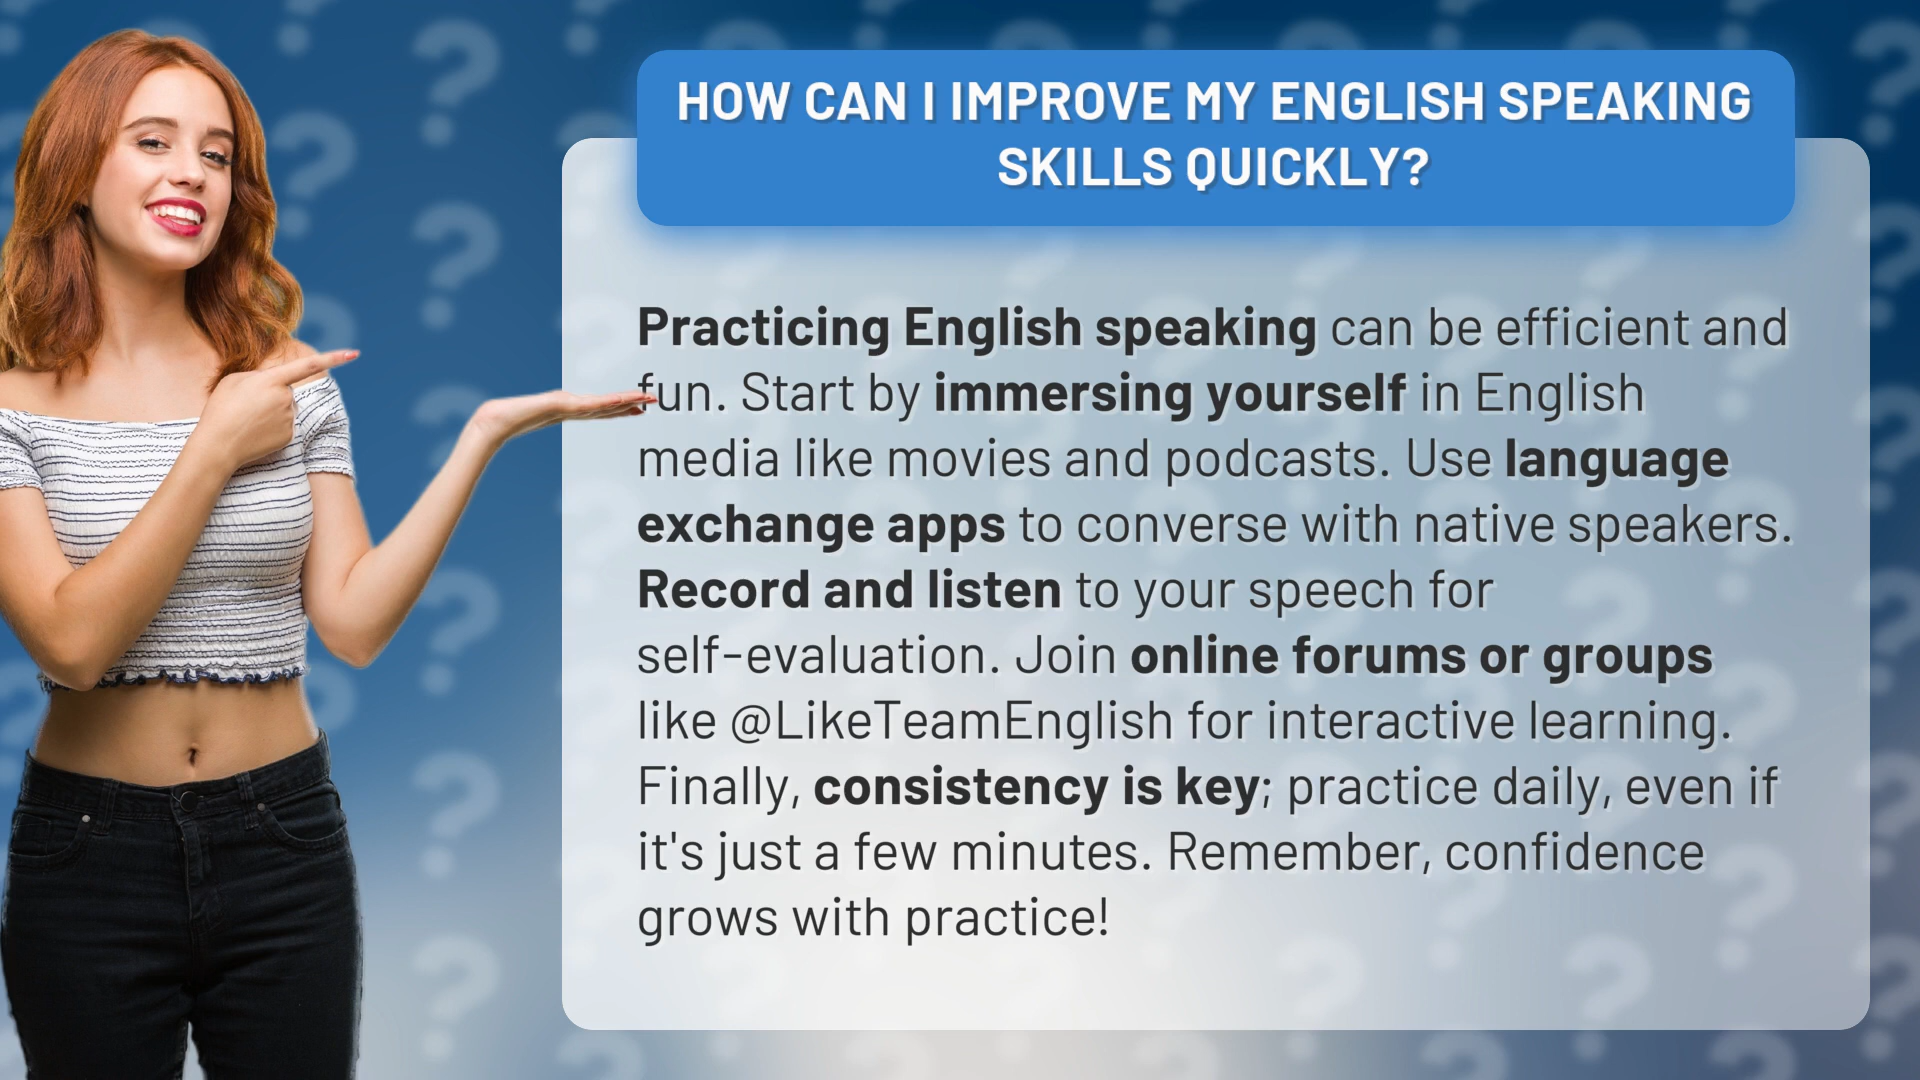 HOW CAN I IMPROVE MY ENGLISH SPEAKING
SKILLS QUICKLY?
Practicing English speaking can be efficient and
fun. Start by immersing yourself in English
media like movies and podcasts. Use language
exchange apps to converse with native speakers.
Record and listen to your speech for
self-evaluation. Join online forums or groups
like @LikeTeamEnglish for interactive learning.
Finally, consistency is key; practice daily, even if
it's just a few minutes. Remember, confidence
grows with practice!